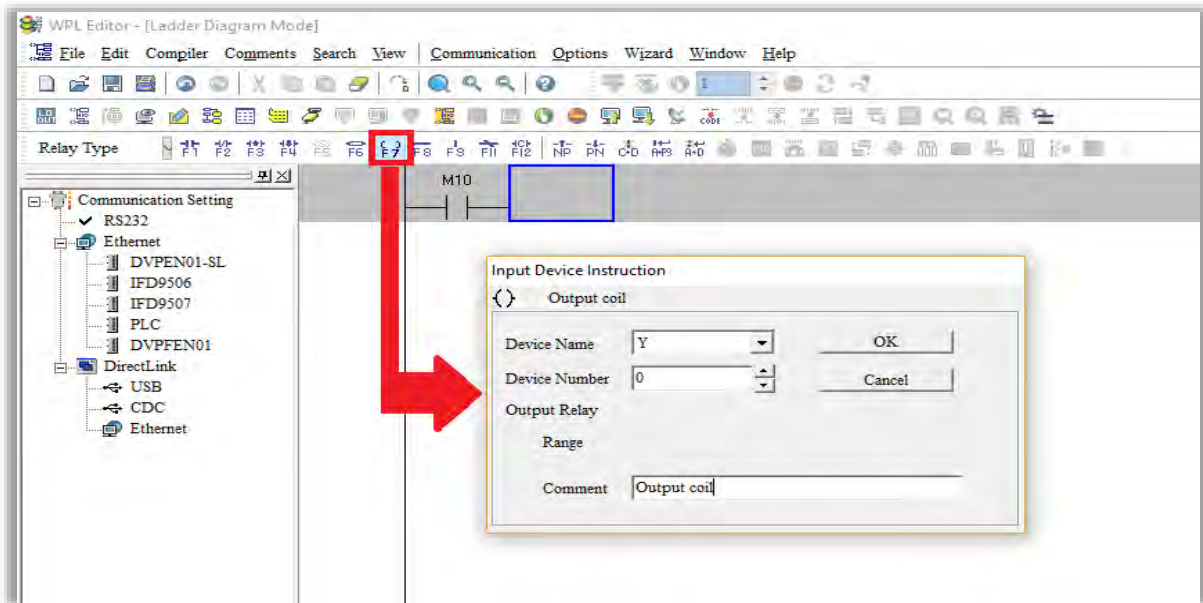 WPL Editor - [Ladder Diagram Mode]
File Edit Compiler Comments Search View Communication Options Wizard Window Help
1
CODE
Relay Type F1 F2 F3 F4 F5 F6 F7 F8 F9 F11 F12 NP PN C+D A+PS A+D
M10
Communication Setting
RS232
Ethernet
DVPEN01-SL
IFD9506
IFD9507
PLC
DVPFEN01
DirectLink
USB
CDC
Ethernet
Input Device Instruction
Output coil
Device Name Y OK
Device Number 0 Cancel
Output Relay
Range
Comment Output coil